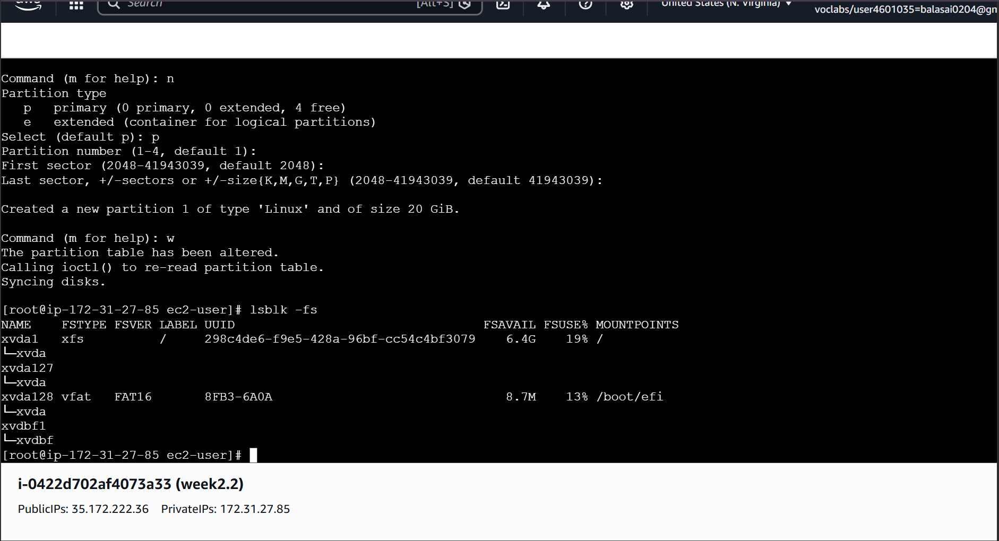 aws
Search [Alt+S] United States (N. Virginia)
voclabs/user4601035=balasai0204@gm
Command (m for help): n
Partition type
p primary (0 primary, 0 extended, 4 free)
e extended (container for logical partitions)
Select (default p): p
Partition number (1-4, default 1):
First sector (2048-41943039, default 2048):
Last sector, +/-sectors or +/-size{K,M,G,T,P} (2048-41943039, default 41943039):
Created a new partition 1 of type 'Linux' and of size 20 GiB.
Command (m for help): w
The partition table has been altered.
Calling ioctl() to re-read partition table.
Syncing disks.
[root@ip-172-31-27-85 ec2-user]# lsblk -fs
NAME FSTYPE FSVER LABEL UUID FSAVAIL FSUSE% MOUNTPOINTS
xvda1 xfs / 298c4de6-f9e5-428a-96bf-cc54c4bf3079 6.4G 19% /
└─xvda
xvda127
└─xvda
xvda128 vfat FAT16 8FB3-6A0A 8.7M 13% /boot/efi
└─xvda
xvdbf1
└─xvdbf
[root@ip-172-31-27-85 ec2-user]#
i-0422d702af4073a33 (week2.2)
PublicIPs: 35.172.222.36 PrivateIPs: 172.31.27.85